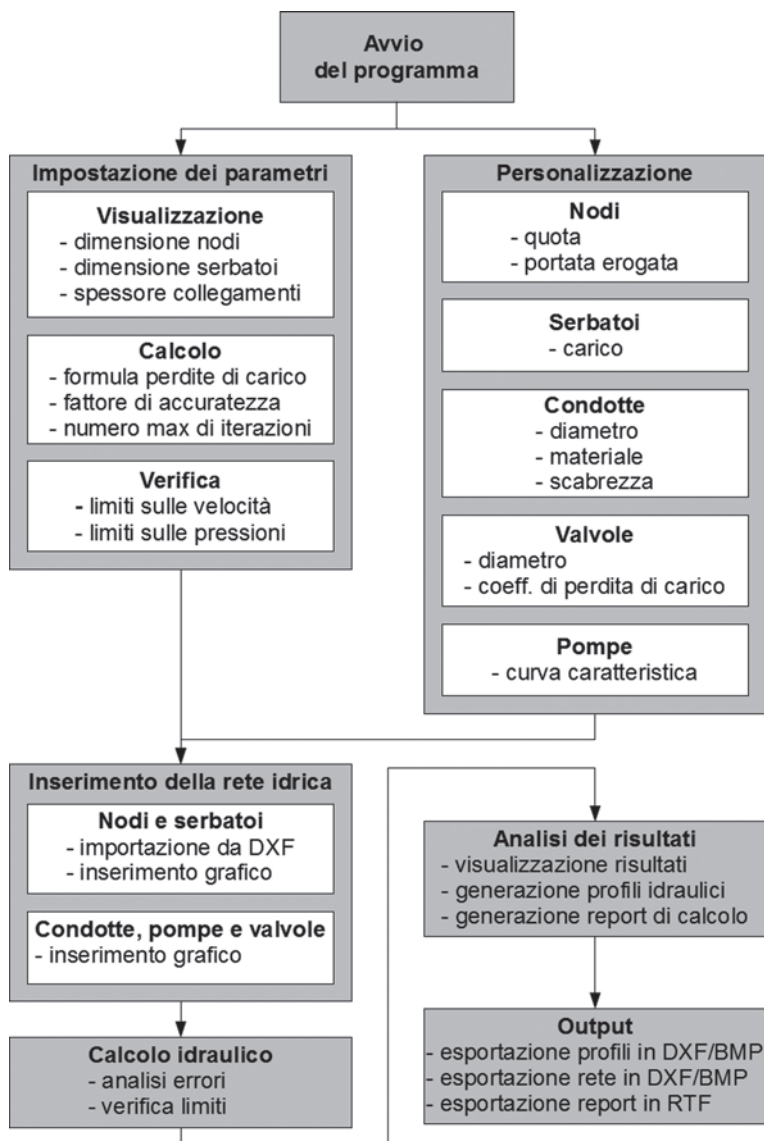 Avvio
del programma
Impostazione dei parametri
Visualizzazione
- dimensione nodi
- dimensione serbatoi
- spessore collegamenti
Calcolo
- formula perdite di carico
- fattore di accuratezza
- numero max di iterazioni
Verifica
- limiti sulle velocità
- limiti sulle pressioni
Personalizzazione
Nodi
- quota
- portata erogata
Serbatoi
- carico
Condotte
- diametro
- materiale
- scabrezza
Valvole
- diametro
- coeff. di perdita di carico
Pompe
- curva caratteristica
Inserimento della rete idrica
Nodi e serbatoi
- importazione da DXF
- inserimento grafico
Condotte, pompe e valvole
- inserimento grafico
Calcolo idraulico
- analisi errori
- verifica limiti
Analisi dei risultati
- visualizzazione risultati
- generazione profili idraulici
- generazione report di calcolo
Output
- esportazione profili in DXF/BMP
- esportazione rete in DXF/BMP
- esportazione report in RTF